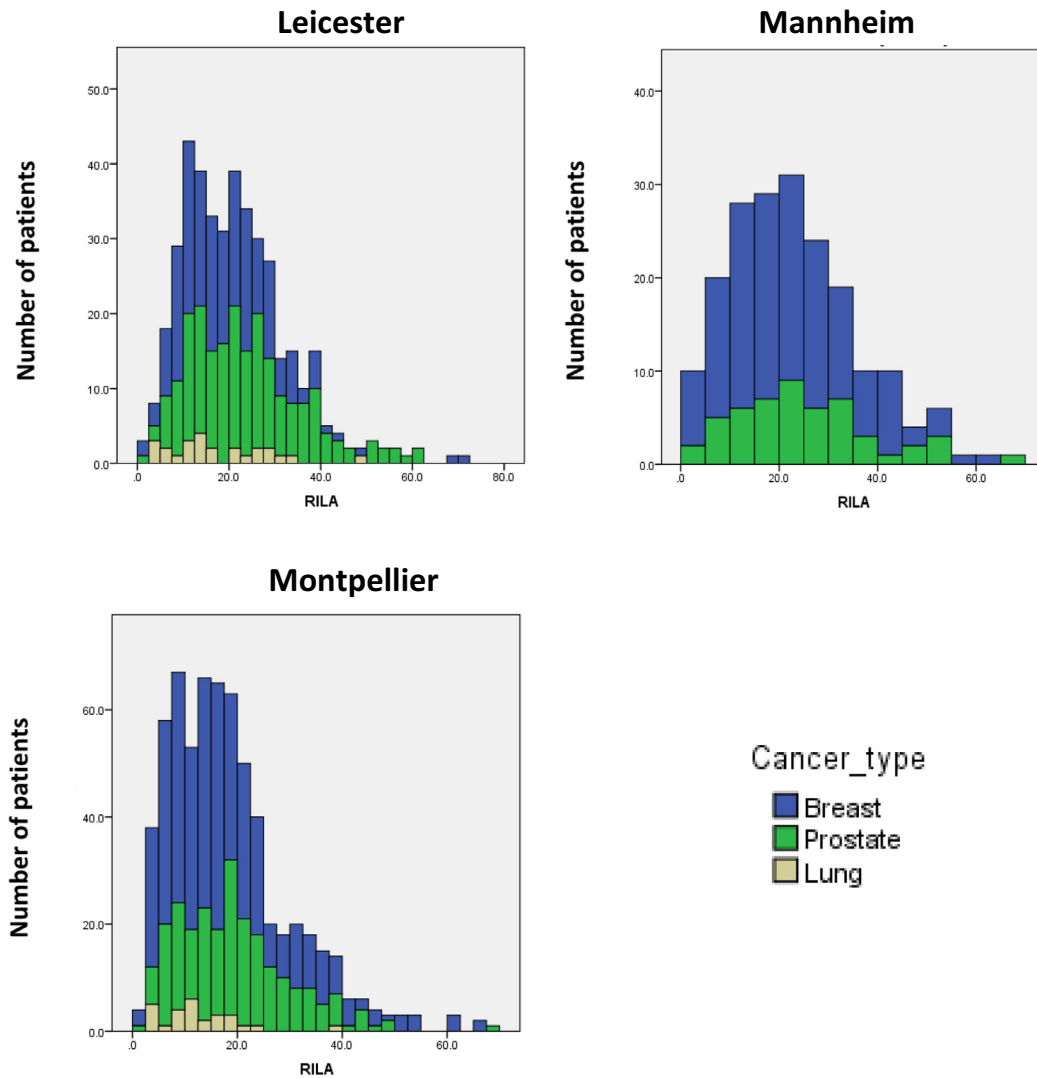 Leicester
Number of patients
50.0
40.0
30.0
20.0
10.0
0.0
.0 20.0 40.0 60.0 80.0
RILA
Mannheim
Number of patients
40.0
30.0
20.0
10.0
0.0
.0 20.0 40.0 60.0
RILA
Montpellier
Number of patients
60.0
40.0
20.0
0.0
.0 20.0 40.0 60.0
RILA
Cancer_type
Breast
Prostate
Lung